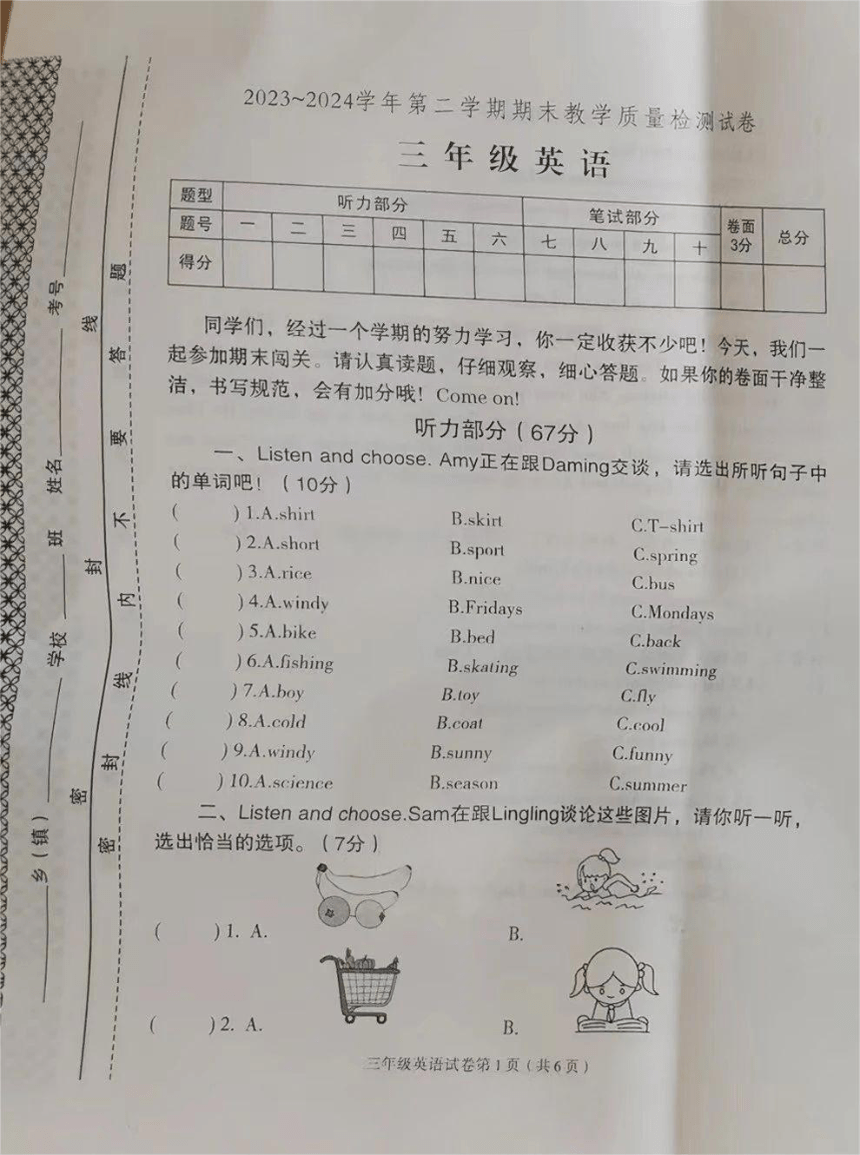 2023~2024学年第二学期期末教学质量检测试卷
三年级英语
题型 听力部分 笔试部分 卷面3分 总分
题号 一 二 三 四 五 六 七 八 九 十
得分
同学们，经过一个学期的努力学习，你一定收获不少吧！今天，我们一
起参加期末闯关。请认真读题，仔细观察，细心答题。如果你的卷面干净整
洁，书写规范，会有加分哦！Come on!
听力部分（67分）
一、Listen and choose. Amy正在跟Daming交谈，请选出所听句子中
的单词吧！（10分）
( ) 1.A.shirt B.skirt C.T-shirt
( ) 2.A.short B.sport C.spring
( ) 3.A.rice B.nice C.bus
( ) 4.A.windy B.Fridays C.Mondays
( ) 5.A.bike B.bed C.back
( ) 6.A.fishing B.skating C.swimming
( ) 7.A.boy B.toy C.fly
( ) 8.A.cold B.coat C.cool
( ) 9.A.windy B.sunny C.funny
( ) 10.A.science B.season C.summer
二、Listen and choose.Sam在跟Lingling谈论这些图片，请你听一听，
选出恰当的选项。（7分）
( ) 1. A. B.
( ) 2. A. B.
三年级英语试卷第1页（共6页）
乡（镇） 学校 班 姓名 考号
密 封 线
密 封 线 内 不 要 答 题